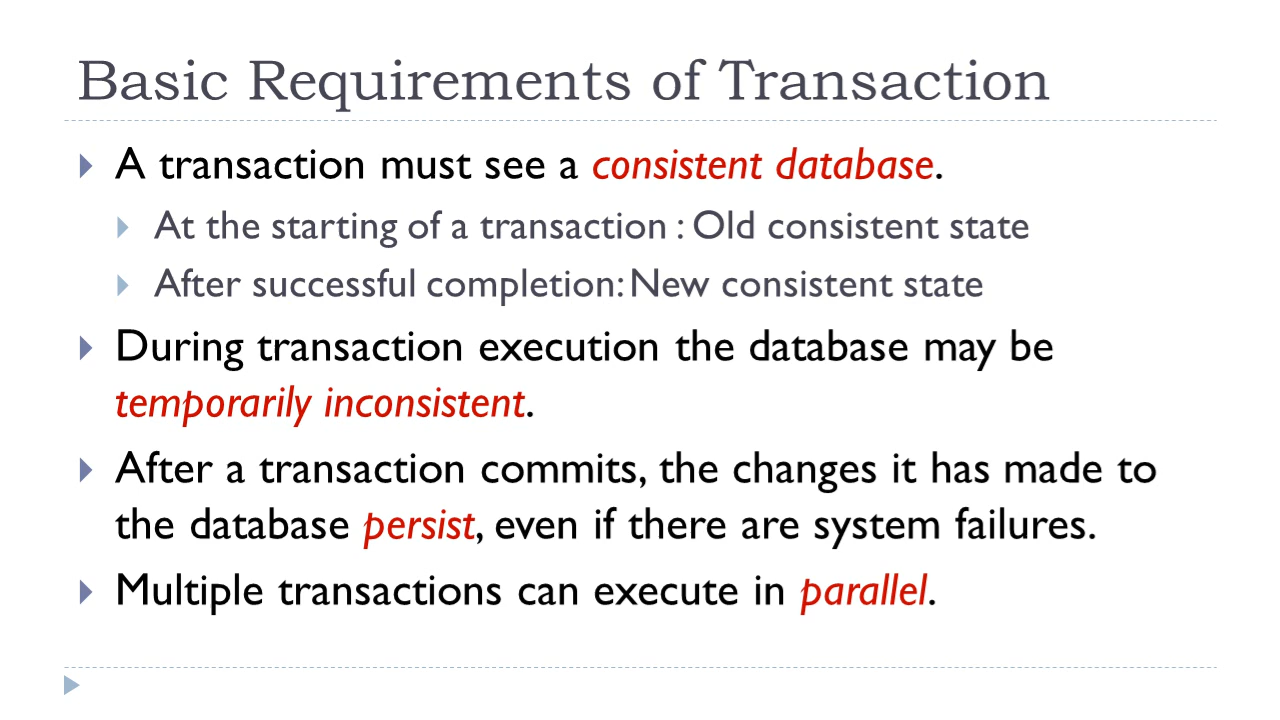 Basic Requirements of Transaction
A transaction must see a consistent database.
At the starting of a transaction : Old consistent state
After successful completion: New consistent state
During transaction execution the database may be
temporarily inconsistent.
After a transaction commits, the changes it has made to
the database persist, even if there are system failures.
Multiple transactions can execute in parallel.